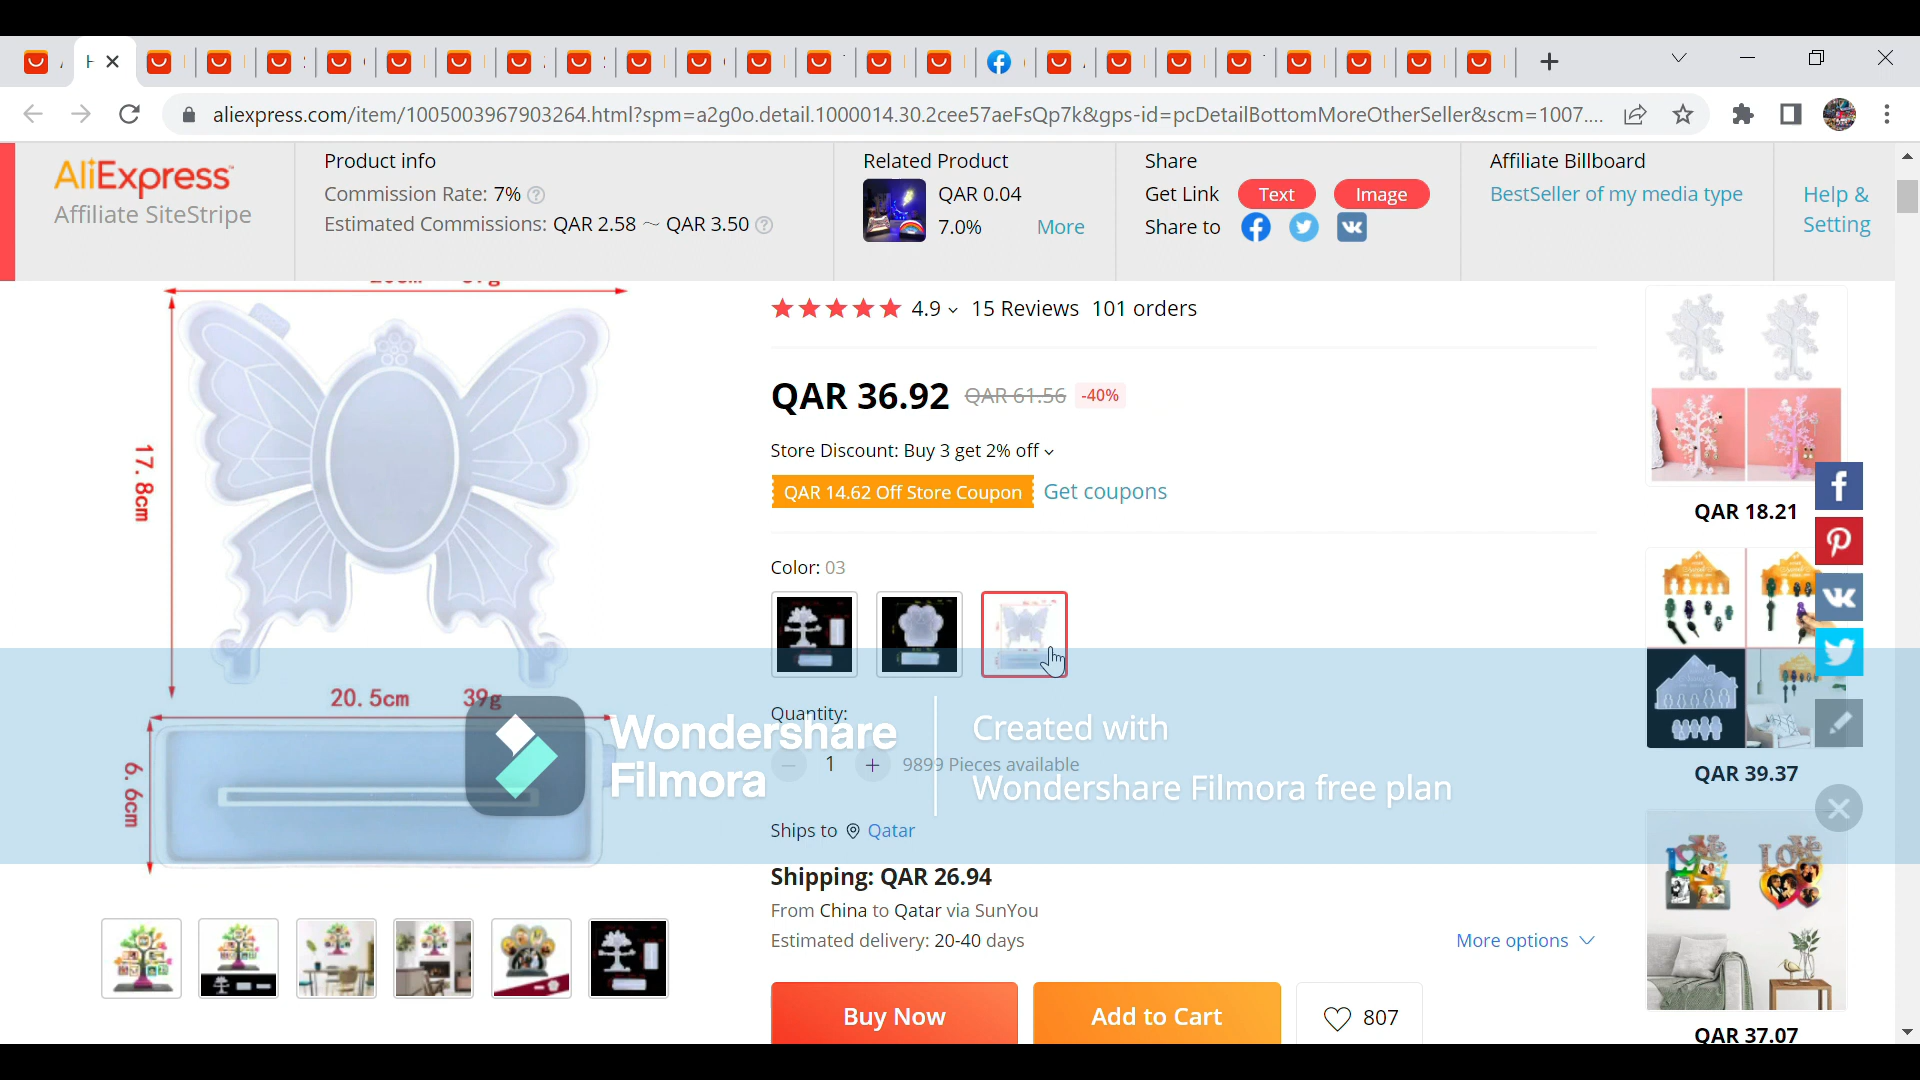 aliexpress.com/item/1005003967903264.html?spm=a2g0o.detail.1000014.30.2cee57aeFsQp7k&gps-id=pcDetailBottomMoreOtherSeller&scm=1007....
AliExpress™
Affiliate SiteStripe
Product info
Commission Rate: 7%
Estimated Commissions: QAR 2.58 ～ QAR 3.50
Related Product
QAR 0.04
7.0% More
Share
Get Link Text Image
Share to
Affiliate Billboard
BestSeller of my media type
Help &
Setting
4.9 15 Reviews 101 orders
QAR 36.92 QAR 61.56 -40%
Store Discount: Buy 3 get 2% off
QAR 14.62 Off Store Coupon Get coupons
Color: 03
17.8cm
20.5cm 39g
6.6cm
Quantity:
1 9899 Pieces available
Wondershare
Filmora
Created with
Wondershare Filmora free plan
Ships to Qatar
Shipping: QAR 26.94
From China to Qatar via SunYou
Estimated delivery: 20-40 days
More options
Buy Now Add to Cart 807
QAR 18.21
QAR 39.37
QAR 37.07